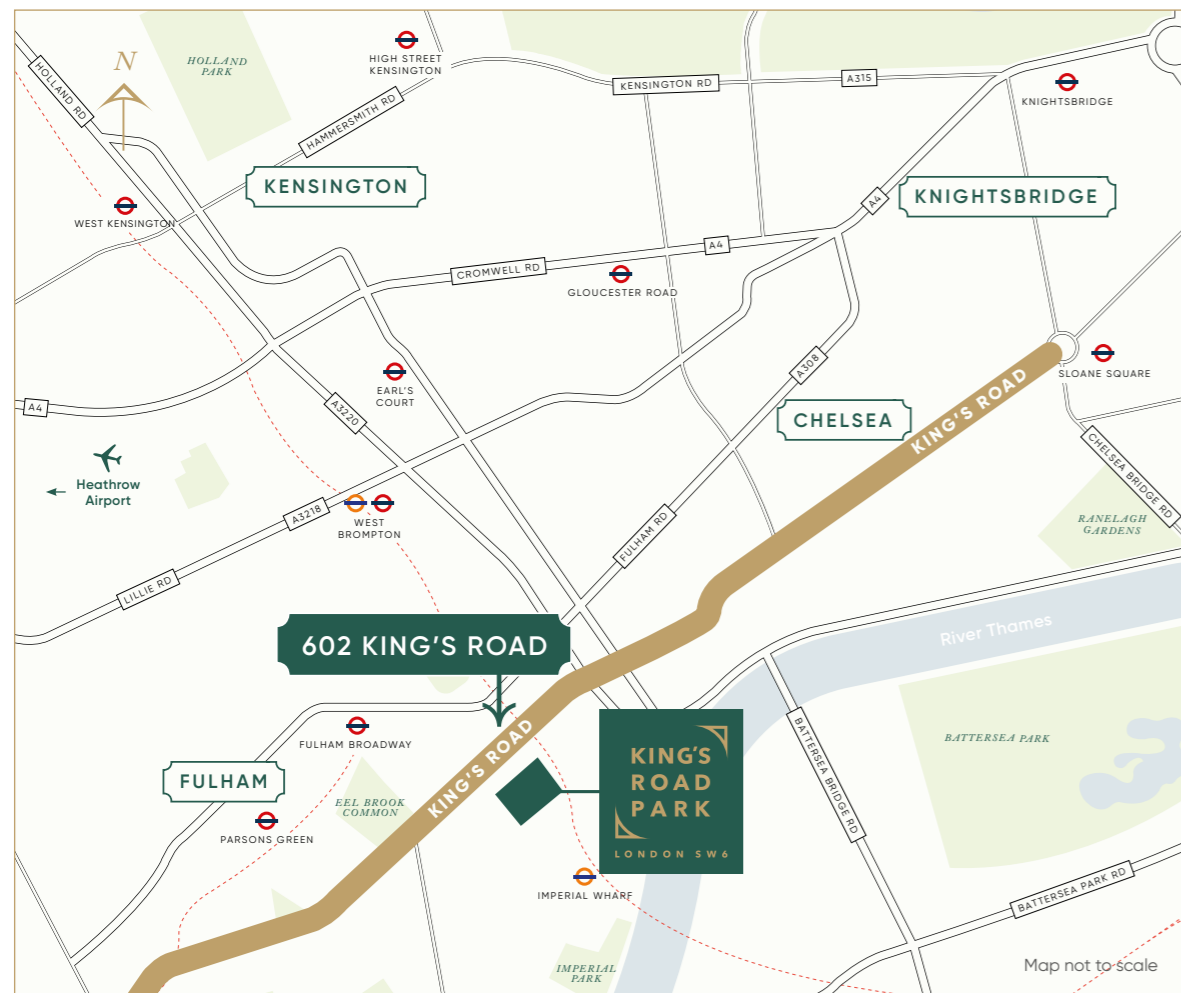 N
HOLLAND RD
HOLLAND
PARK
HIGH STREET
KENSINGTON
HAMMERSMITH RD
KENSINGTON RD
A315
KNIGHTSBRIDGE
KENSINGTON
KNIGHTSBRIDGE
A4
WEST KENSINGTON
A4
CROMWELL RD
GLOUCESTER ROAD
A308
SLOANE SQUARE
EARL'S
COURT
A4
A3220
CHELSEA
KING'S ROAD
CHELSEA BRIDGE RD
Heathrow
Airport
A3218
WEST
BROMPTON
FULHAM RD
RANELAGH
GARDENS
LILLIE RD
River Thames
602 KING'S ROAD
KING'S ROAD
FULHAM BROADWAY
BATTERSEA BRIDGE RD
BATTERSEA PARK
KING'S
ROAD
PARK
LONDON SW6
FULHAM
EEL BROOK
COMMON
PARSONS GREEN
IMPERIAL WHARF
BATTERSEA PARK RD
IMPERIAL
PARK
Map not to scale